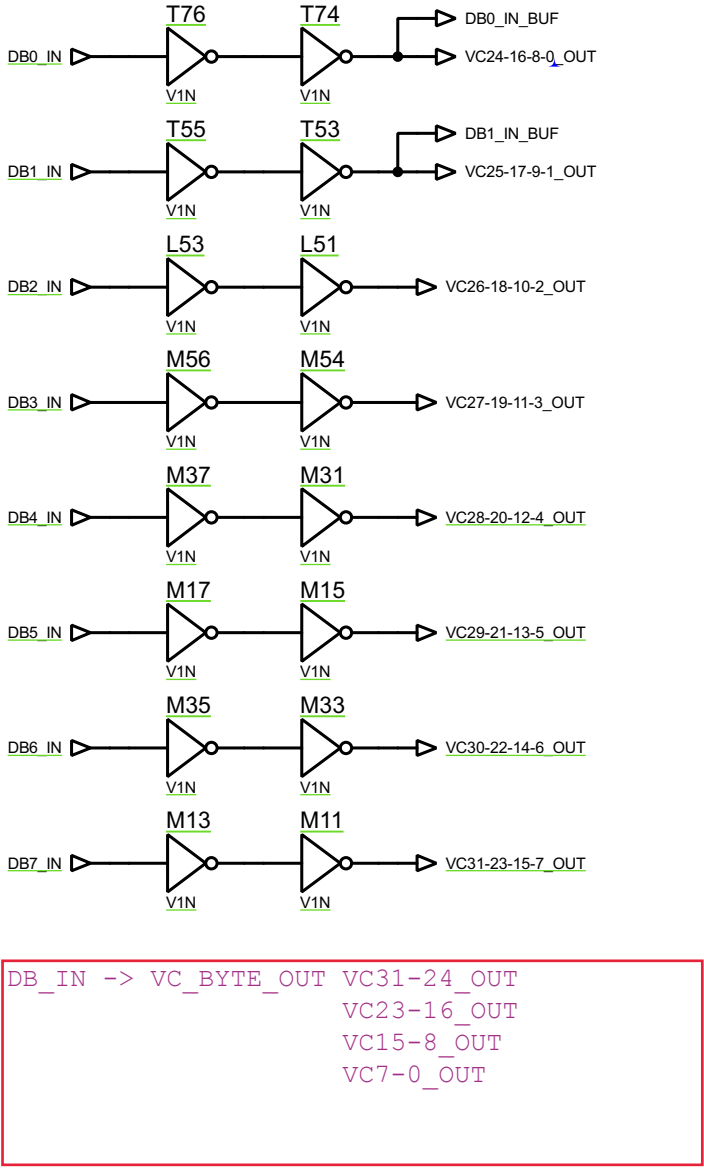 T76 T74 DB0_IN_BUF
DB0_IN VC24-16-8-0_OUT
V1N V1N
T55 T53 DB1_IN_BUF
DB1_IN VC25-17-9-1_OUT
V1N V1N
L53 L51
DB2_IN VC26-18-10-2_OUT
V1N V1N
M56 M54
DB3_IN VC27-19-11-3_OUT
V1N V1N
M37 M31
DB4_IN VC28-20-12-4_OUT
V1N V1N
M17 M15
DB5_IN VC29-21-13-5_OUT
V1N V1N
M35 M33
DB6_IN VC30-22-14-6_OUT
V1N V1N
M13 M11
DB7_IN VC31-23-15-7_OUT
V1N V1N
DB_IN -> VC_BYTE_OUT VC31-24_OUT
VC23-16_OUT
VC15-8_OUT
VC7-0_OUT